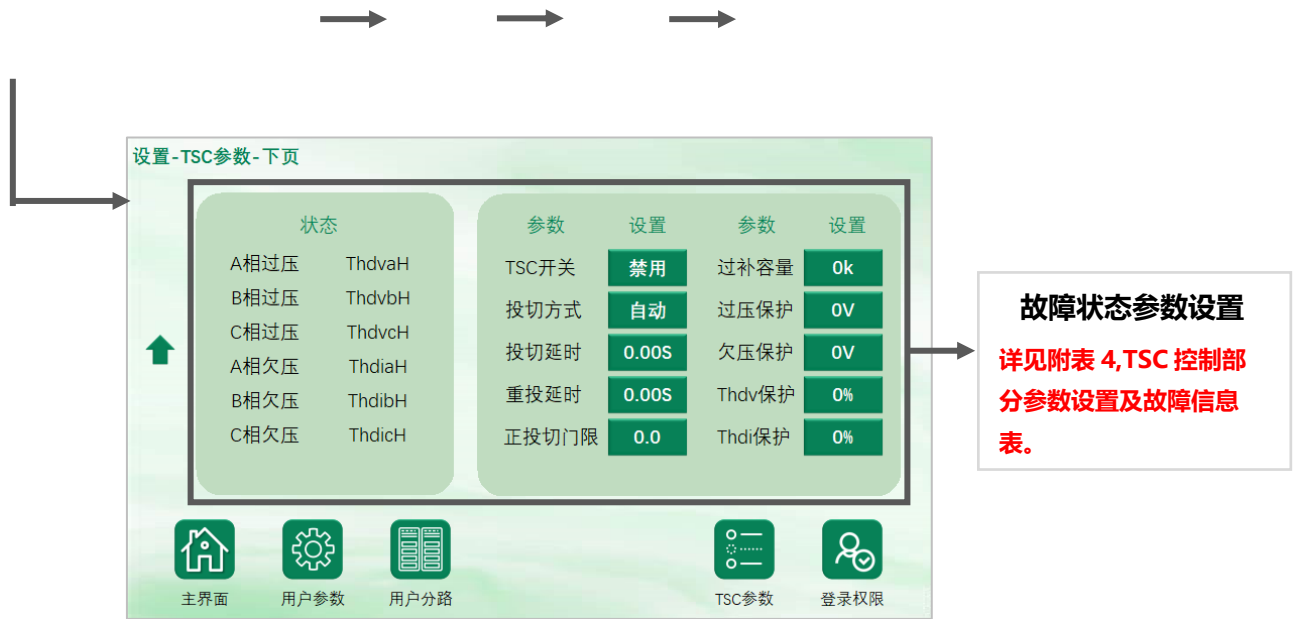 设置-TSC参数-下页
状态
A相过压 ThdvaH
B相过压 ThdvbH
C相过压 ThdvcH
A相欠压 ThdiaH
B相欠压 ThdibH
C相欠压 ThdicH
参数 设置 参数 设置
TSC开关 禁用 过补容量 0k
投切方式 自动 过压保护 0V
投切延时 0.00S 欠压保护 0V
重投延时 0.00S Thdv保护 0%
正投切门限 0.0 Thdi保护 0%
主界面 用户参数 用户分路 TSC参数 登录权限
故障状态参数设置
详见附表 4,TSC 控制部
分参数设置及故障信息
表。